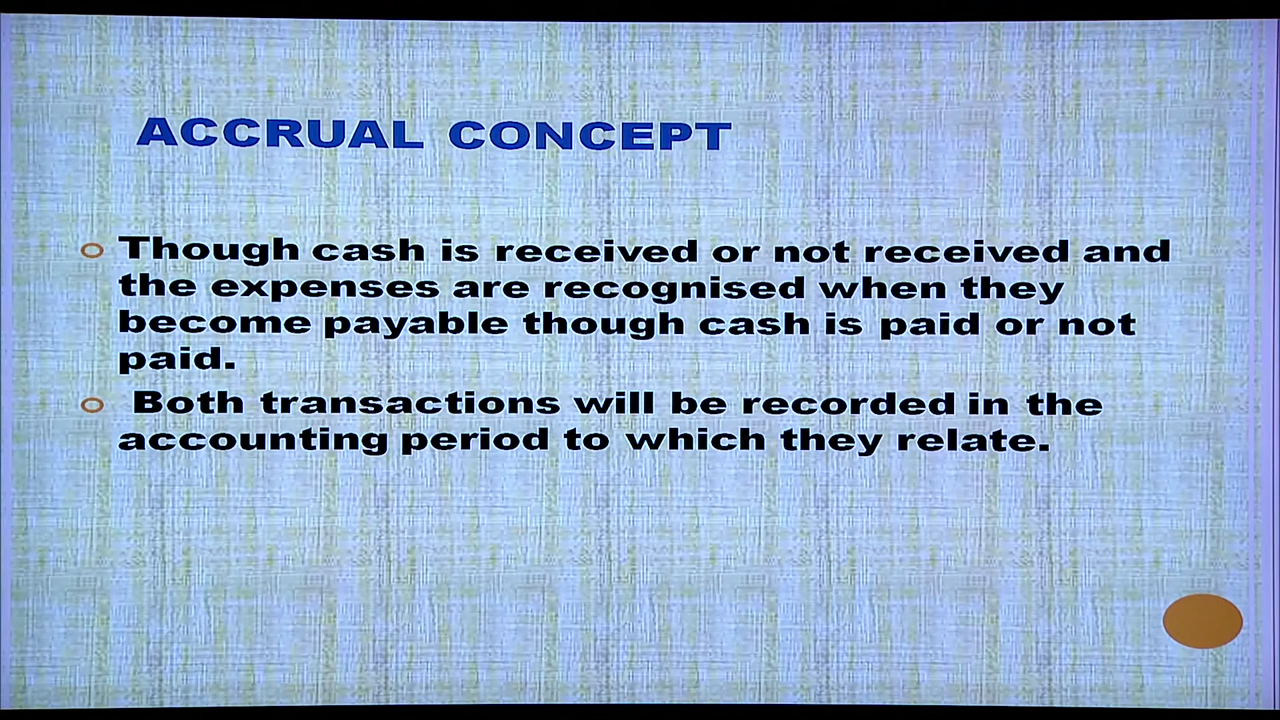 ACCRUAL CONCEPT
Though cash is received or not received and
the expenses are recognised when they
become payable though cash is paid or not
paid.
Both transactions will be recorded in the
accounting period to which they relate.